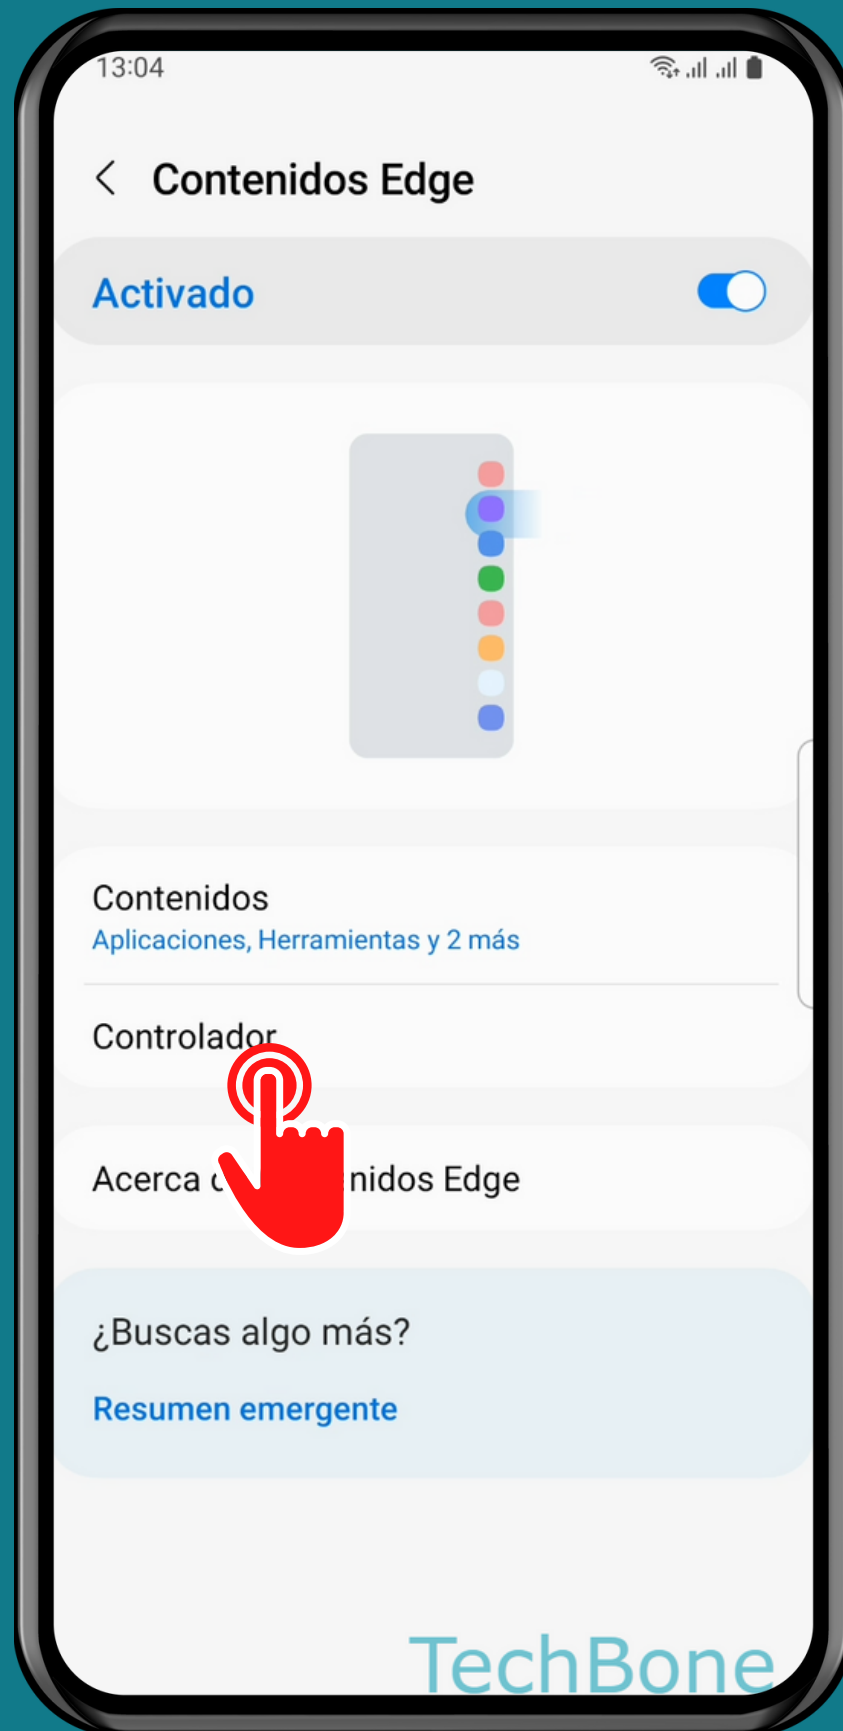 13:04
Contenidos Edge
Activado
Contenidos
Aplicaciones, Herramientas y 2 más
Controlador
Acerca nidos Edge
¿Buscas algo más?
Resumen emergente
TechBone